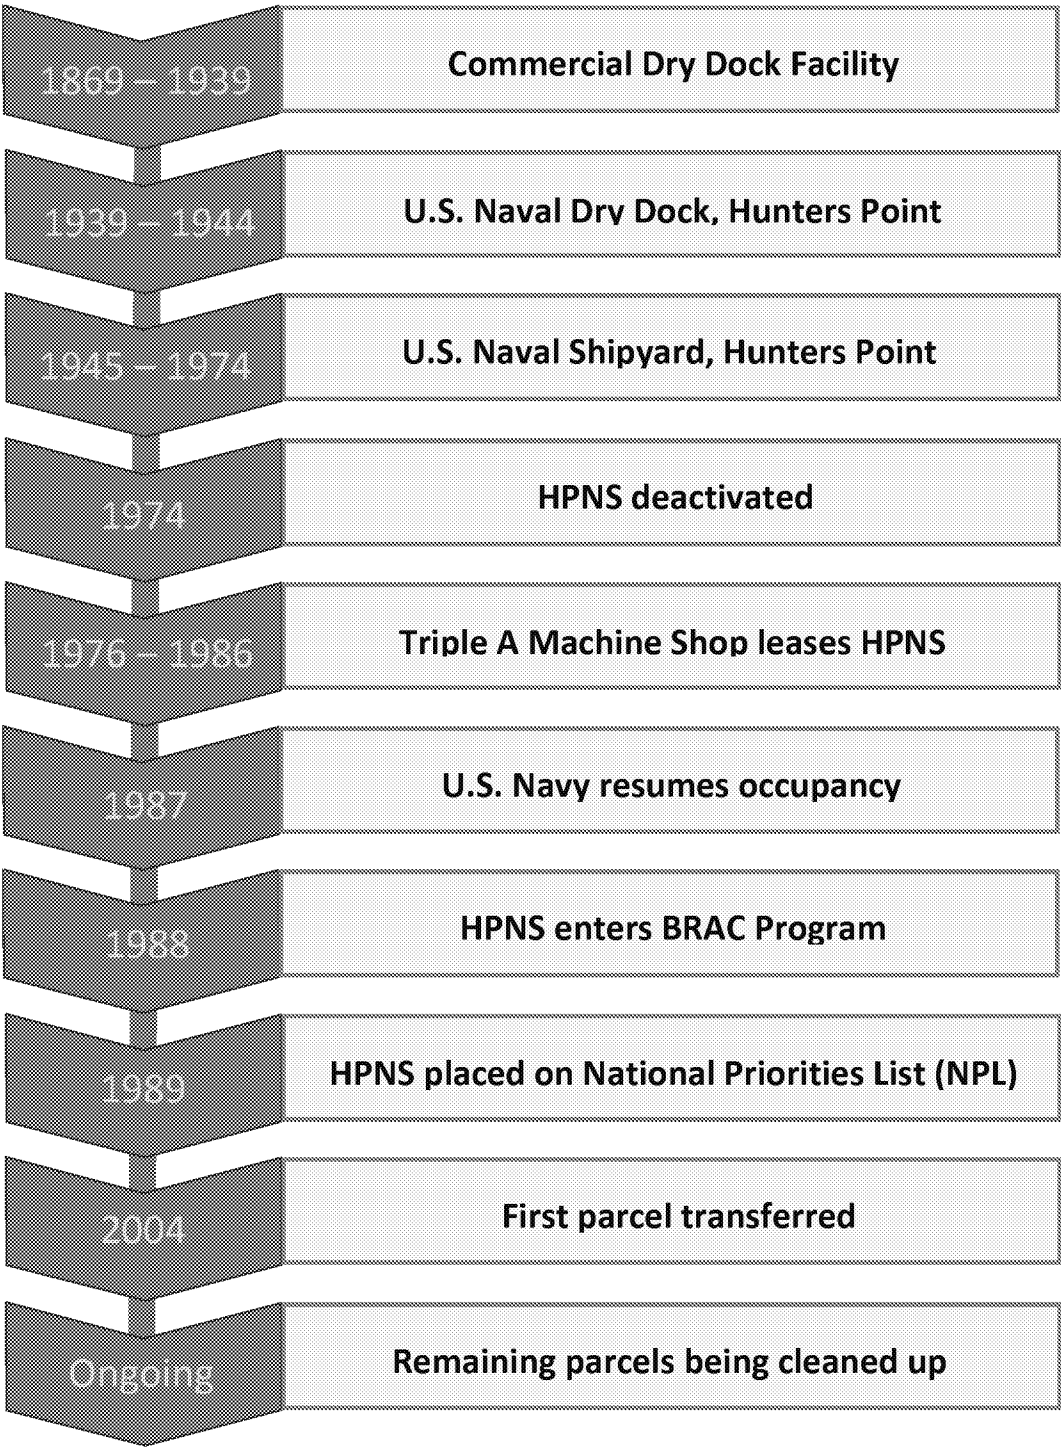 1869 – 1939
Commercial Dry Dock Facility
1939 – 1944
U.S. Naval Dry Dock, Hunters Point
1945 – 1974
U.S. Naval Shipyard, Hunters Point
1974
HPNS deactivated
1976 – 1986
Triple A Machine Shop leases HPNS
1987
U.S. Navy resumes occupancy
1988
HPNS enters BRAC Program
1989
HPNS placed on National Priorities List (NPL)
2004
First parcel transferred
Ongoing
Remaining parcels being cleaned up